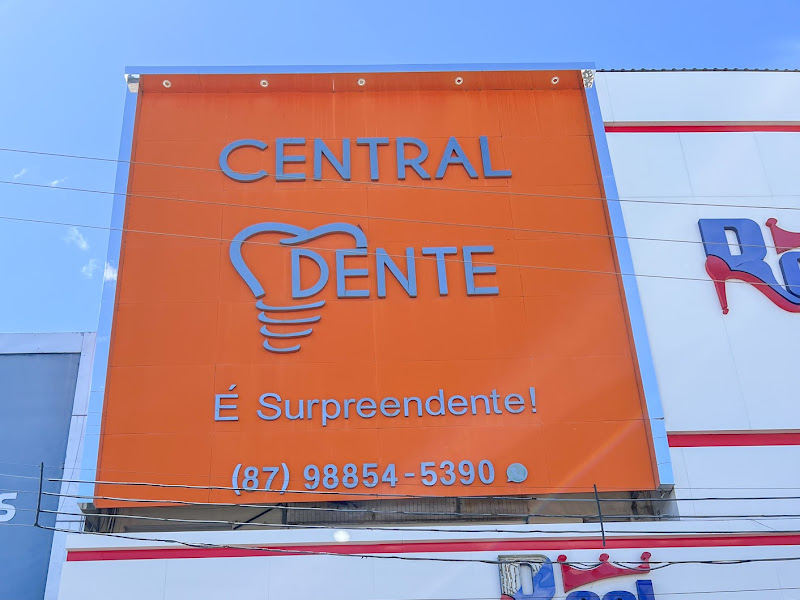 CENTRAL
DENTE
É Surpreendente!
(87) 98854-5390